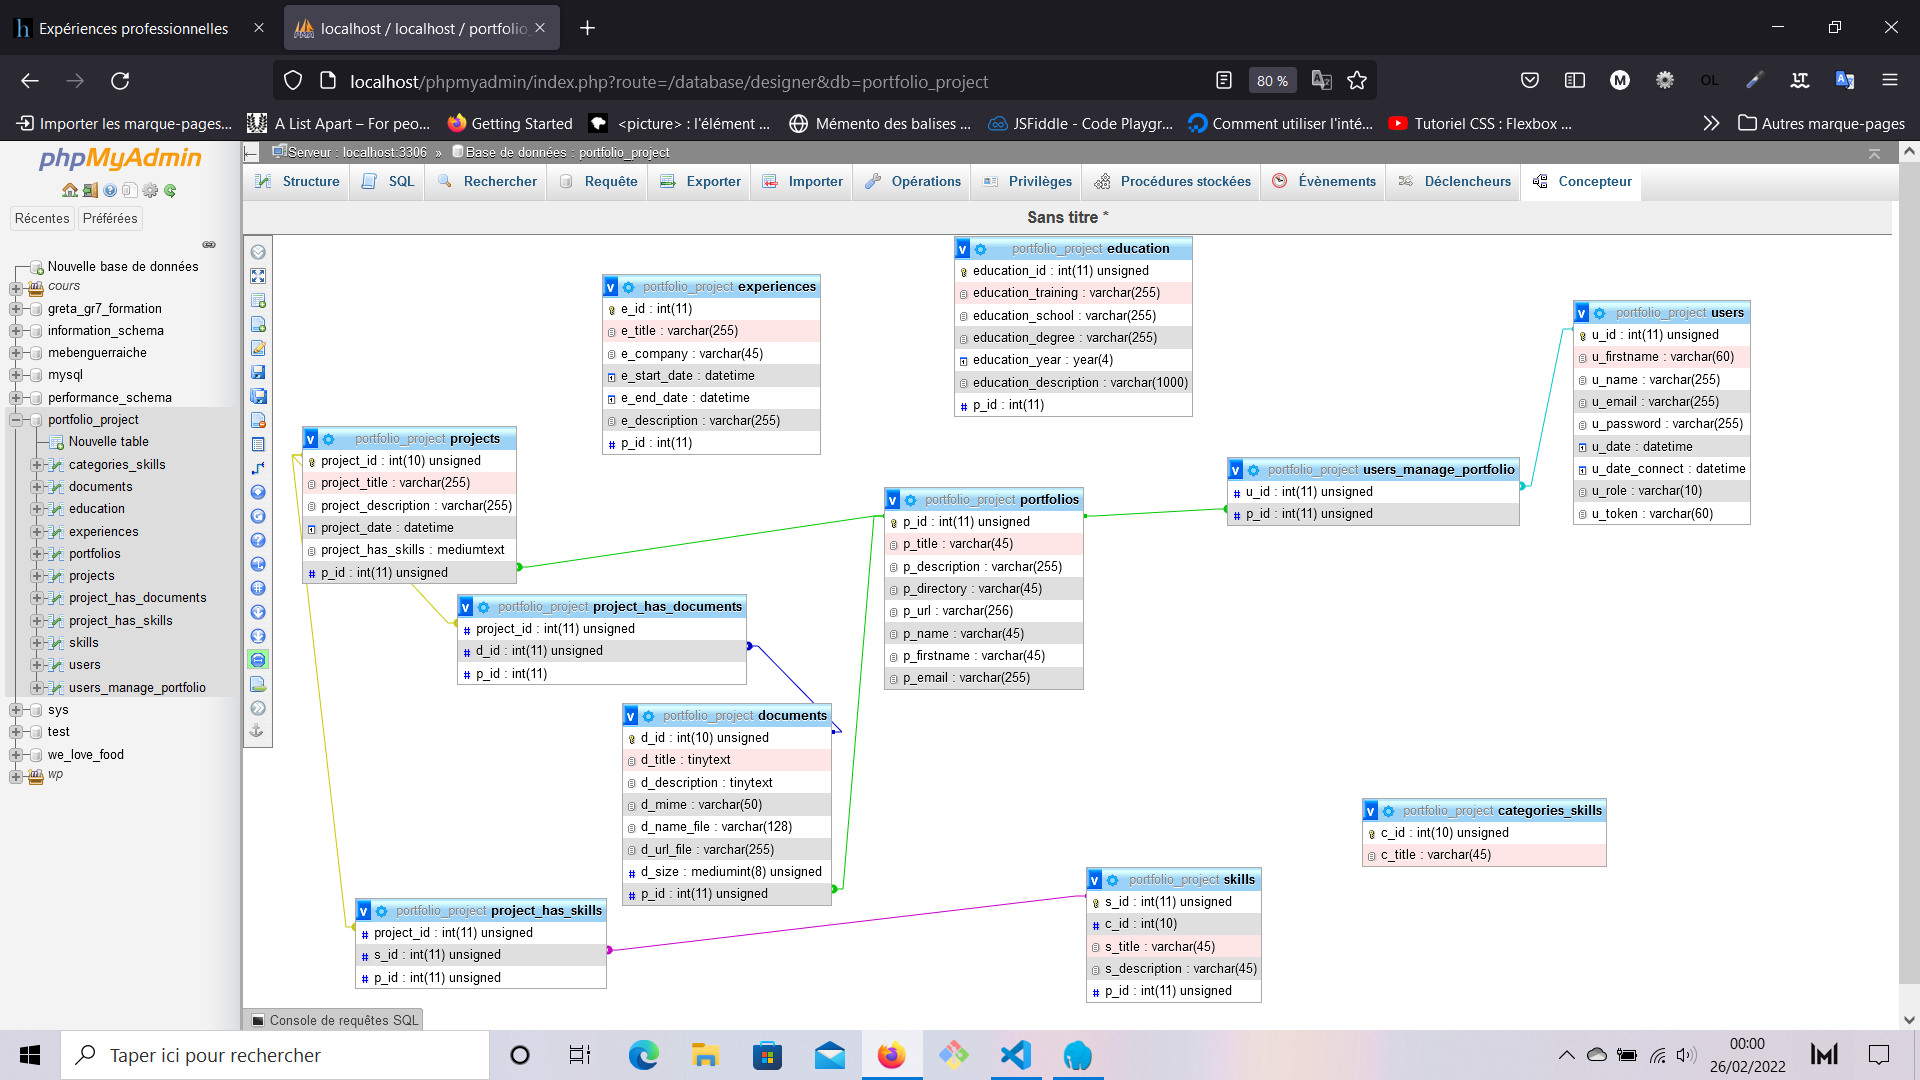 Expériences professionnelles
localhost / localhost / portfolio
localhost/phpmyadmin/index.php?route=/database/designer&db=portfolio_project
80 %
OL
Importer les marque-pages...
A List Apart – For peo...
Getting Started
<picture> : l'élément ...
Mémento des balises ...
JSFiddle - Code Playgr...
Comment utiliser l'inté...
Tutoriel CSS : Flexbox ...
Autres marque-pages
phpMyAdmin
Récentes
Préférées
Nouvelle base de données
cours
greta_gr7_formation
information_schema
mebenguerraiche
mysql
performance_schema
portfolio_project
Nouvelle table
categories_skills
documents
education
experiences
portfolios
projects
project_has_documents
project_has_skills
skills
users
users_manage_portfolio
sys
test
we_love_food
wp
Serveur : localhost:3306 » Base de données : portfolio_project
Structure
SQL
Rechercher
Requête
Exporter
Importer
Opérations
Privilèges
Procédures stockées
Évènements
Déclencheurs
Concepteur
Sans titre *
portfolio_project experiences
e_id : int(11)
e_title : varchar(255)
e_company : varchar(45)
e_start_date : datetime
e_end_date : datetime
e_description : varchar(255)
p_id : int(11)
portfolio_project education
education_id : int(11) unsigned
education_training : varchar(255)
education_school : varchar(255)
education_degree : varchar(255)
education_year : year(4)
education_description : varchar(1000)
p_id : int(11)
portfolio_project users
u_id : int(11) unsigned
u_firstname : varchar(60)
u_name : varchar(255)
u_email : varchar(255)
u_password : varchar(255)
u_date : datetime
u_date_connect : datetime
u_role : varchar(10)
u_token : varchar(60)
portfolio_project projects
project_id : int(10) unsigned
project_title : varchar(255)
project_description : varchar(255)
project_date : datetime
project_has_skills : mediumtext
p_id : int(11) unsigned
portfolio_project users_manage_portfolio
u_id : int(11) unsigned
p_id : int(11) unsigned
portfolio_project portfolios
p_id : int(11) unsigned
p_title : varchar(45)
p_description : varchar(255)
p_directory : varchar(45)
p_url : varchar(256)
p_name : varchar(45)
p_firstname : varchar(45)
p_email : varchar(255)
portfolio_project project_has_documents
project_id : int(11) unsigned
d_id : int(11) unsigned
p_id : int(11)
portfolio_project documents
d_id : int(10) unsigned
d_title : tinytext
d_description : tinytext
d_mime : varchar(50)
d_name_file : varchar(128)
d_url_file : varchar(255)
d_size : mediumint(8) unsigned
p_id : int(11) unsigned
portfolio_project categories_skills
c_id : int(10) unsigned
c_title : varchar(45)
portfolio_project skills
s_id : int(11) unsigned
c_id : int(10)
s_title : varchar(45)
s_description : varchar(45)
p_id : int(11) unsigned
portfolio_project project_has_skills
project_id : int(11) unsigned
s_id : int(11) unsigned
p_id : int(11) unsigned
Console de requêtes SQL
Taper ici pour rechercher
00:00
26/02/2022